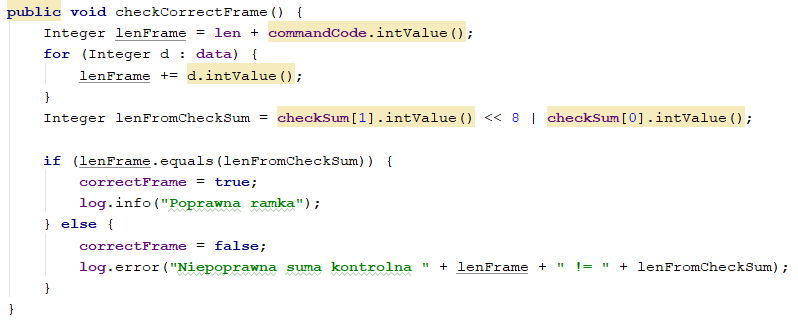 public void checkCorrectFrame() {
    Integer lenFrame = len + commandCode.intValue();
    for (Integer d : data) {
        lenFrame += d.intValue();
    }
    Integer lenFromCheckSum = checkSum[1].intValue() << 8 | checkSum[0].intValue();

    if (lenFrame.equals(lenFromCheckSum)) {
        correctFrame = true;
        log.info("Poprawna ramka");
    } else {
        correctFrame = false;
        log.error("Niepoprawna suma kontrolna " + lenFrame + " != " + lenFromCheckSum);
    }
}